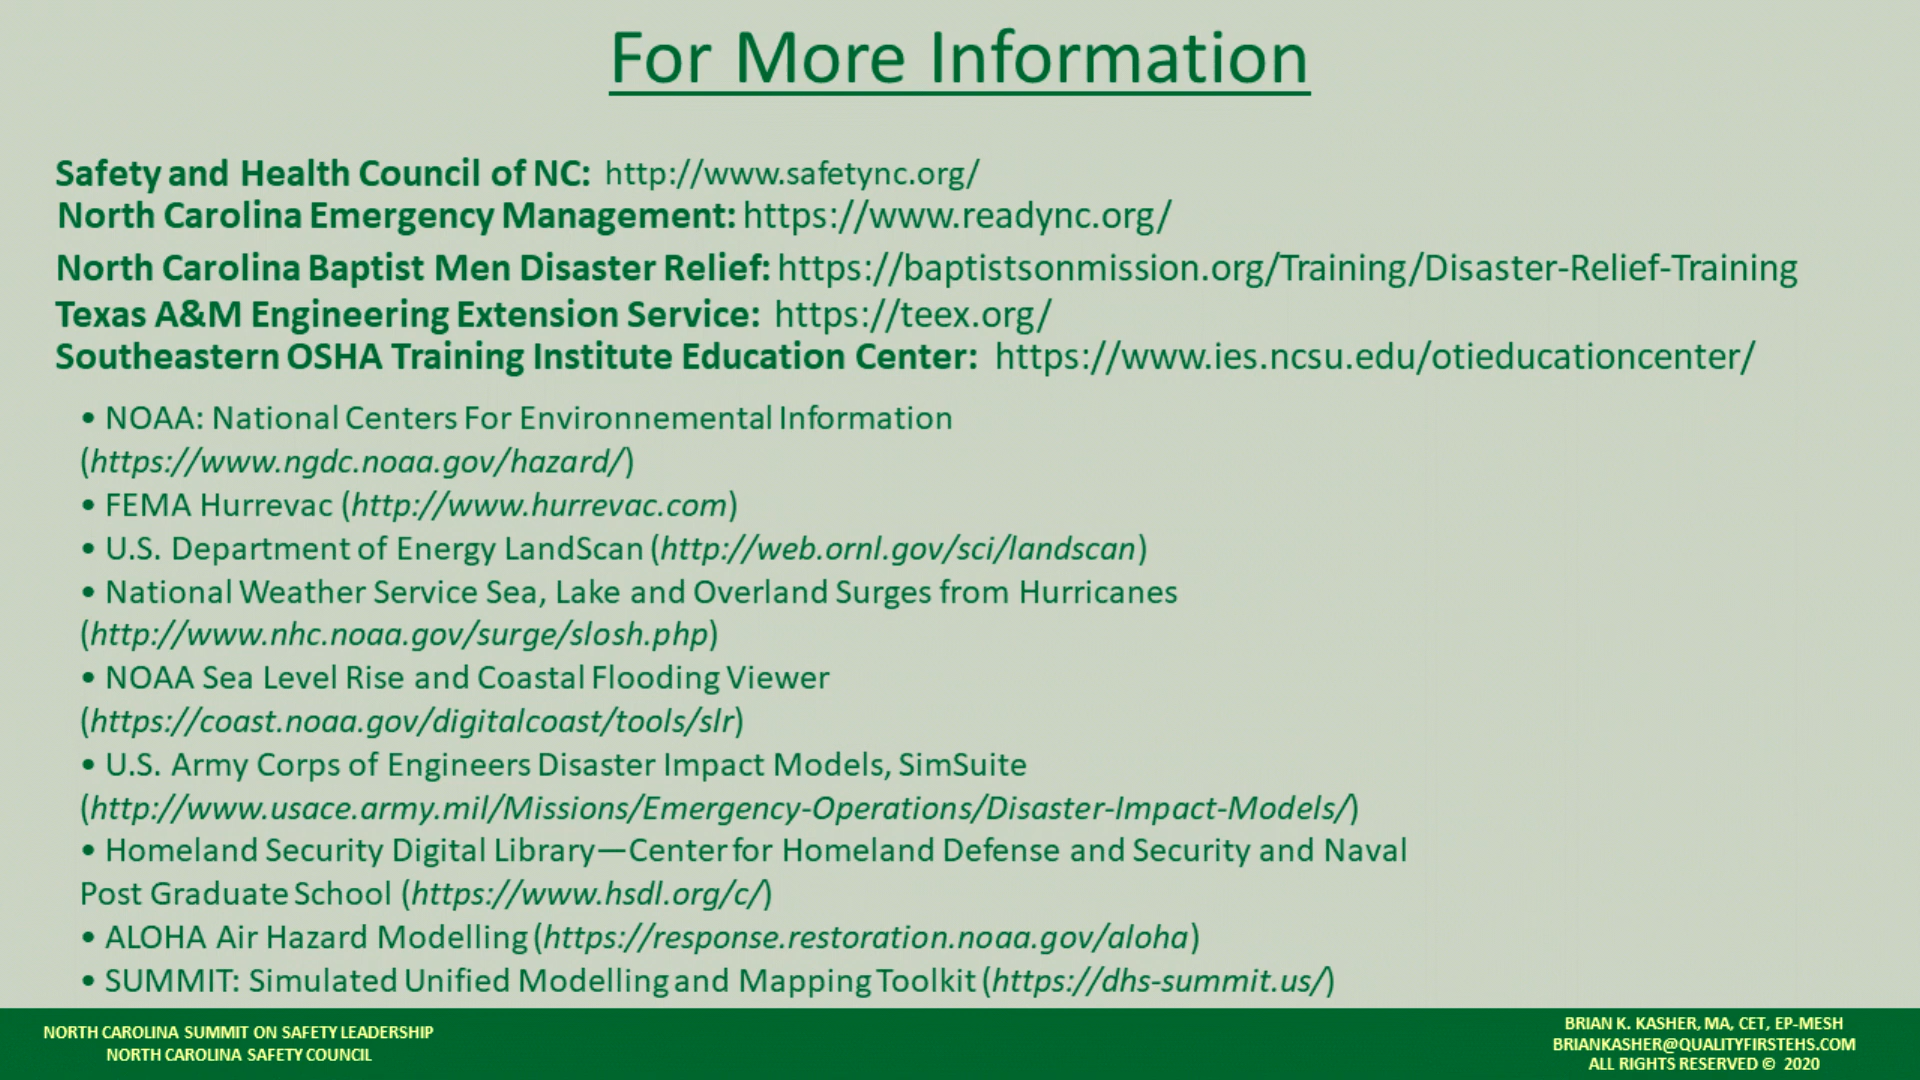 For More Information
Safety and Health Council of NC: http://www.safetync.org/
North Carolina Emergency Management: https://www.readync.org/
North Carolina Baptist Men Disaster Relief: https://baptistsonmission.org/Training/Disaster-Relief-Training
Texas A&M Engineering Extension Service: https://teex.org/
Southeastern OSHA Training Institute Education Center: https://www.ies.ncsu.edu/otieducationcenter/
• NOAA: National Centers For Environnemental Information
(https://www.ngdc.noaa.gov/hazard/)
• FEMA Hurrevac (http://www.hurrevac.com)
• U.S. Department of Energy LandScan (http://web.ornl.gov/sci/landscan)
• National Weather Service Sea, Lake and Overland Surges from Hurricanes
(http://www.nhc.noaa.gov/surge/slosh.php)
• NOAA Sea Level Rise and Coastal Flooding Viewer
(https://coast.noaa.gov/digitalcoast/tools/slr)
• U.S. Army Corps of Engineers Disaster Impact Models, SimSuite
(http://www.usace.army.mil/Missions/Emergency-Operations/Disaster-Impact-Models/)
• Homeland Security Digital Library—Center for Homeland Defense and Security and Naval
Post Graduate School (https://www.hsdl.org/c/)
• ALOHA Air Hazard Modelling (https://response.restoration.noaa.gov/aloha)
• SUMMIT: Simulated Unified Modelling and Mapping Toolkit (https://dhs-summit.us/)
NORTH CAROLINA SUMMIT ON SAFETY LEADERSHIP
NORTH CAROLINA SAFETY COUNCIL
BRIAN K. KASHER, MA, CET, EP-MESH
BRIANKASHER@QUALITYFIRSTEHS.COM
ALL RIGHTS RESERVED © 2020